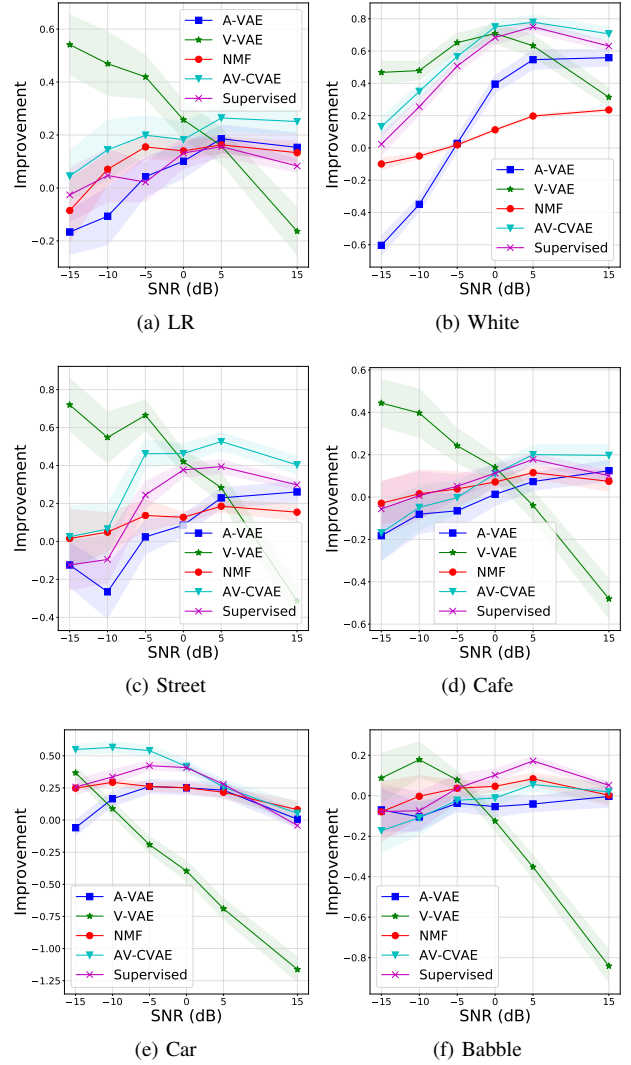 0.6
0.4
0.2
0.0
−0.2
Improvement
A-VAE
V-VAE
NMF
AV-CVAE
Supervised
−15 −10 −5 0 5 15
SNR (dB)
(a) LR
0.8
0.6
0.4
0.2
0.0
−0.2
−0.4
−0.6
Improvement
A-VAE
V-VAE
NMF
AV-CVAE
Supervised
−15 −10 −5 0 5 15
SNR (dB)
(b) White
0.8
0.6
0.4
0.2
0.0
−0.2
−0.4
Improvement
A-VAE
V-VAE
NMF
AV-CVAE
Supervised
−15 −10 −5 0 5 15
SNR (dB)
(c) Street
0.6
0.4
0.2
0.0
−0.2
−0.4
−0.6
Improvement
A-VAE
V-VAE
NMF
AV-CVAE
Supervised
−15 −10 −5 0 5 15
SNR (dB)
(d) Cafe
0.50
0.25
0.00
−0.25
−0.50
−0.75
−1.00
−1.25
Improvement
A-VAE
V-VAE
NMF
AV-CVAE
Supervised
−15 −10 −5 0 5 15
SNR (dB)
(e) Car
0.2
0.0
−0.2
−0.4
−0.6
−0.8
Improvement
A-VAE
V-VAE
NMF
AV-CVAE
Supervised
−15 −10 −5 0 5 15
SNR (dB)
(f) Babble